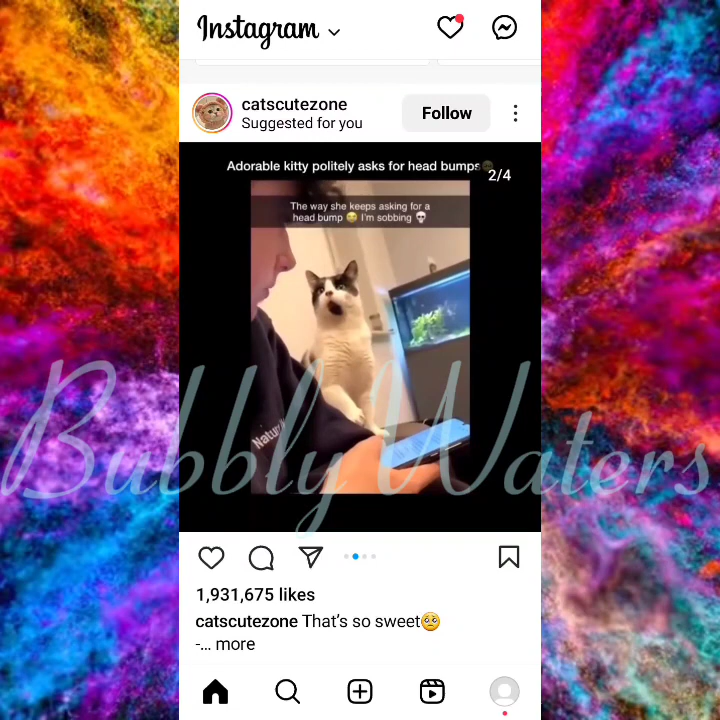 Instagram
catscutezone
Suggested for you
Follow
Adorable kitty politely asks for head bumps
2/4
The way she keeps asking for a
head bump 😭 I'm sobbing 💀
Bubbly Waters
1,931,675 likes
catscutezone That's so sweet🥺
-... more